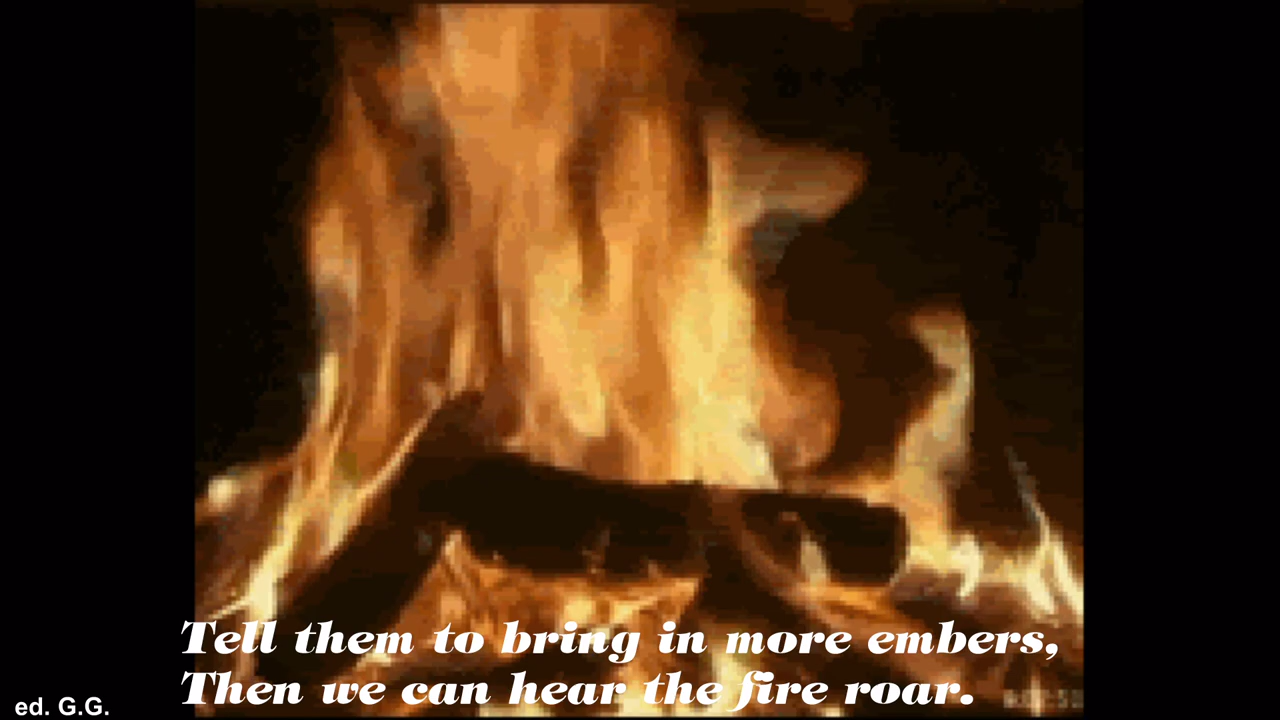 Tell them to bring in more embers,
Then we can hear the fire roar.
ed. G.G.